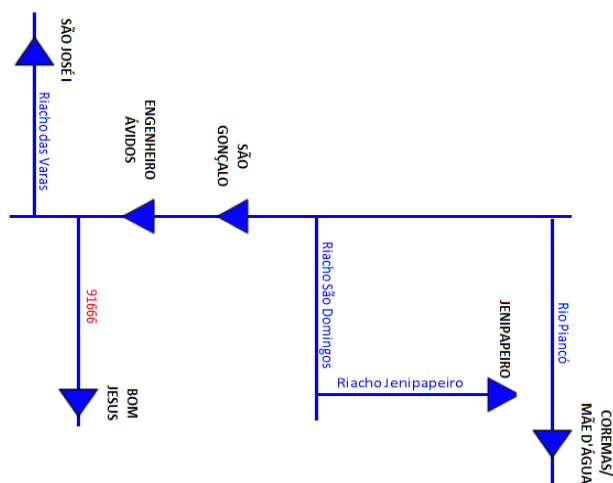 SÃO JOSÉ I
Riacho das Varas
ENGENHEIRO
ÁVIDOS
SÃO
GONÇALO
91666
BOM
JESUS
Riacho São Domingos
Riacho Jenipapeiro
JENIPAPEIRO
Rio Piancó
COREMAS/
MÃE D'ÁGUA